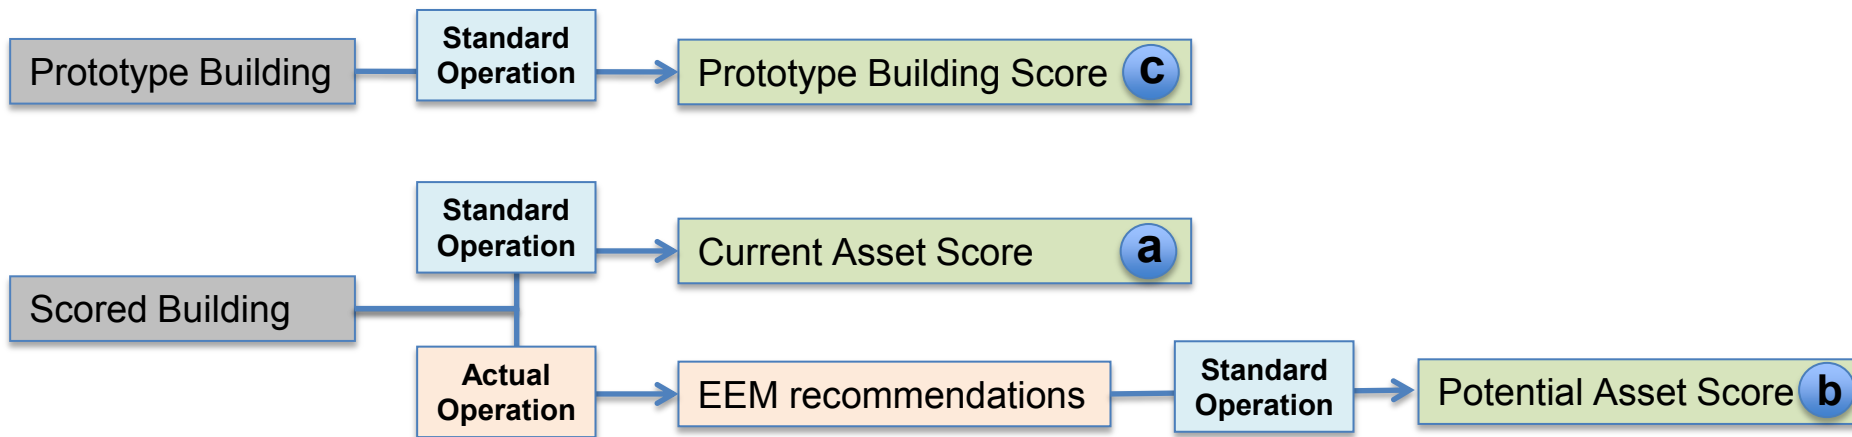 Prototype Building
Standard
Operation
Prototype Building Score
c
Standard
Operation
Current Asset Score
a
Scored Building
Actual
Operation
EEM recommendations
Standard
Operation
Potential Asset Score
b